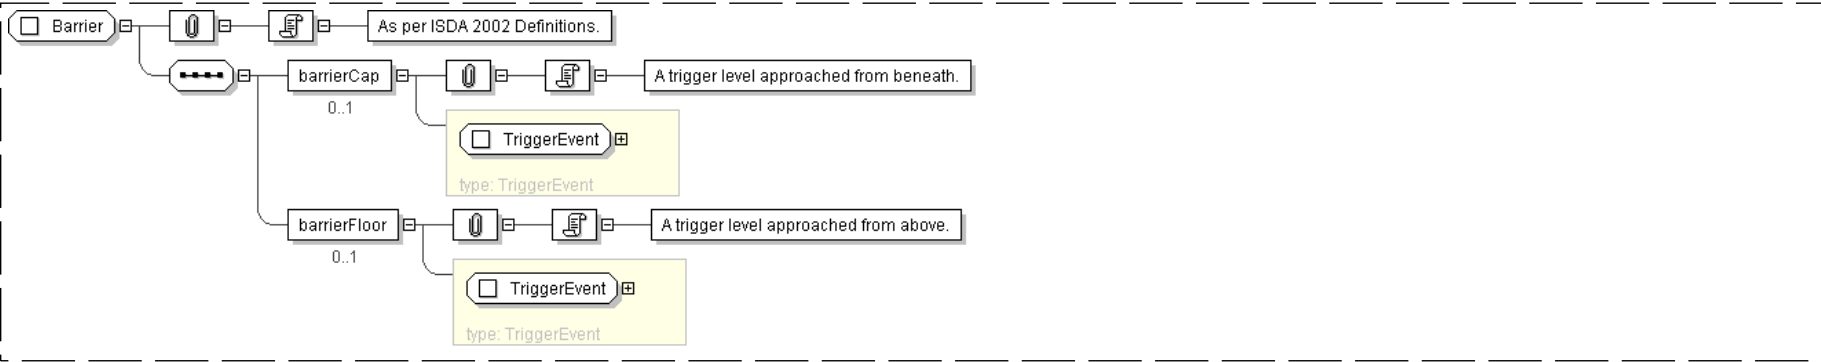 Barrier
As per ISDA 2002 Definitions.
barrierCap
A trigger level approached from beneath.
0..1
TriggerEvent
type: TriggerEvent
barrierFloor
A trigger level approached from above.
0..1
TriggerEvent
type: TriggerEvent